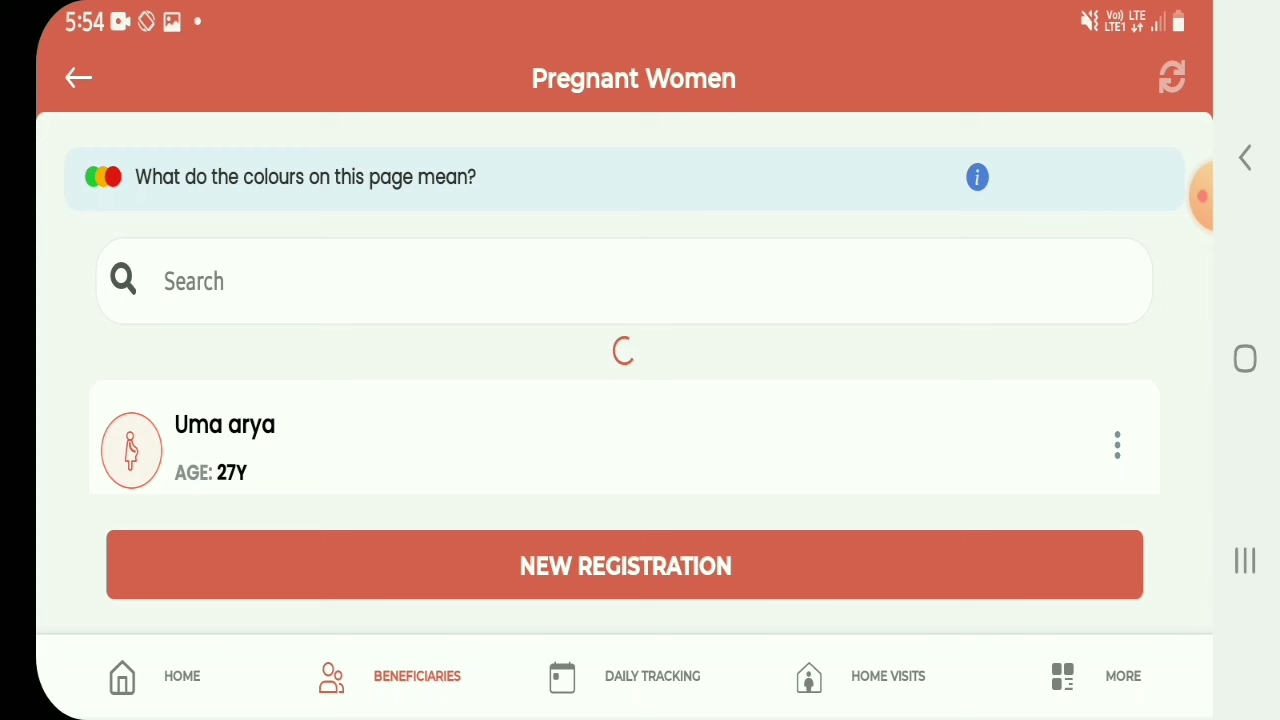 5:54
Vo)) LTE
LTE1
Pregnant Women
What do the colours on this page mean?
i
Search
Uma arya
AGE: 27Y
NEW REGISTRATION
HOME
BENEFICIARIES
DAILY TRACKING
HOME VISITS
MORE